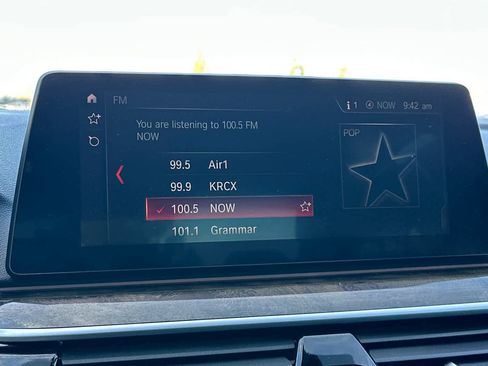 FM
1 NOW 9:42 am
You are listening to 100.5 FM
NOW
POP
99.5 Air1
99.9 KRCX
100.5 NOW
101.1 Grammar